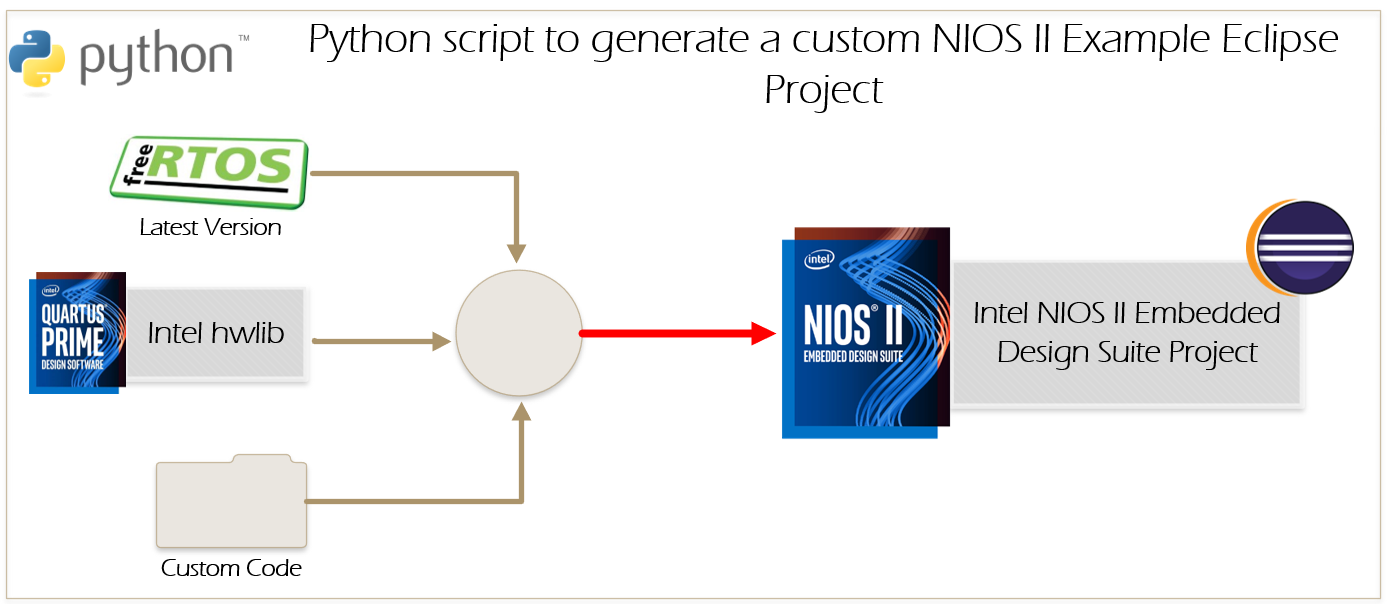 python™
Python script to generate a custom NIOS II Example Eclipse
Project
free RTOS
Latest Version
intel
QUARTUS®
PRIME
DESIGN SOFTWARE
Intel hwlib
Custom Code
intel
NIOS® II
EMBEDDED DESIGN SUITE
Intel NIOS II Embedded
Design Suite Project